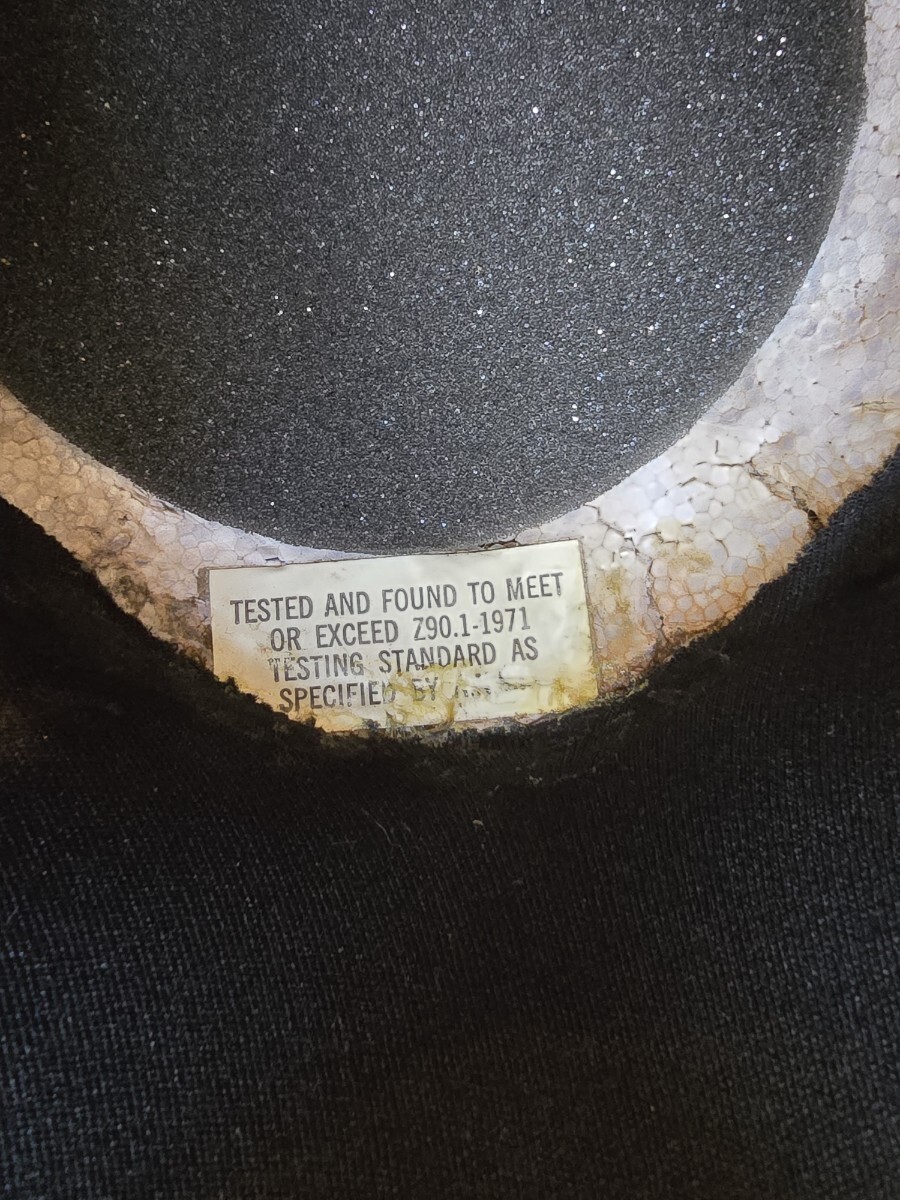 TESTED AND FOUND TO MEET
OR EXCEED Z90.1-1971
TESTING STANDARD AS
SPECIFIED BY